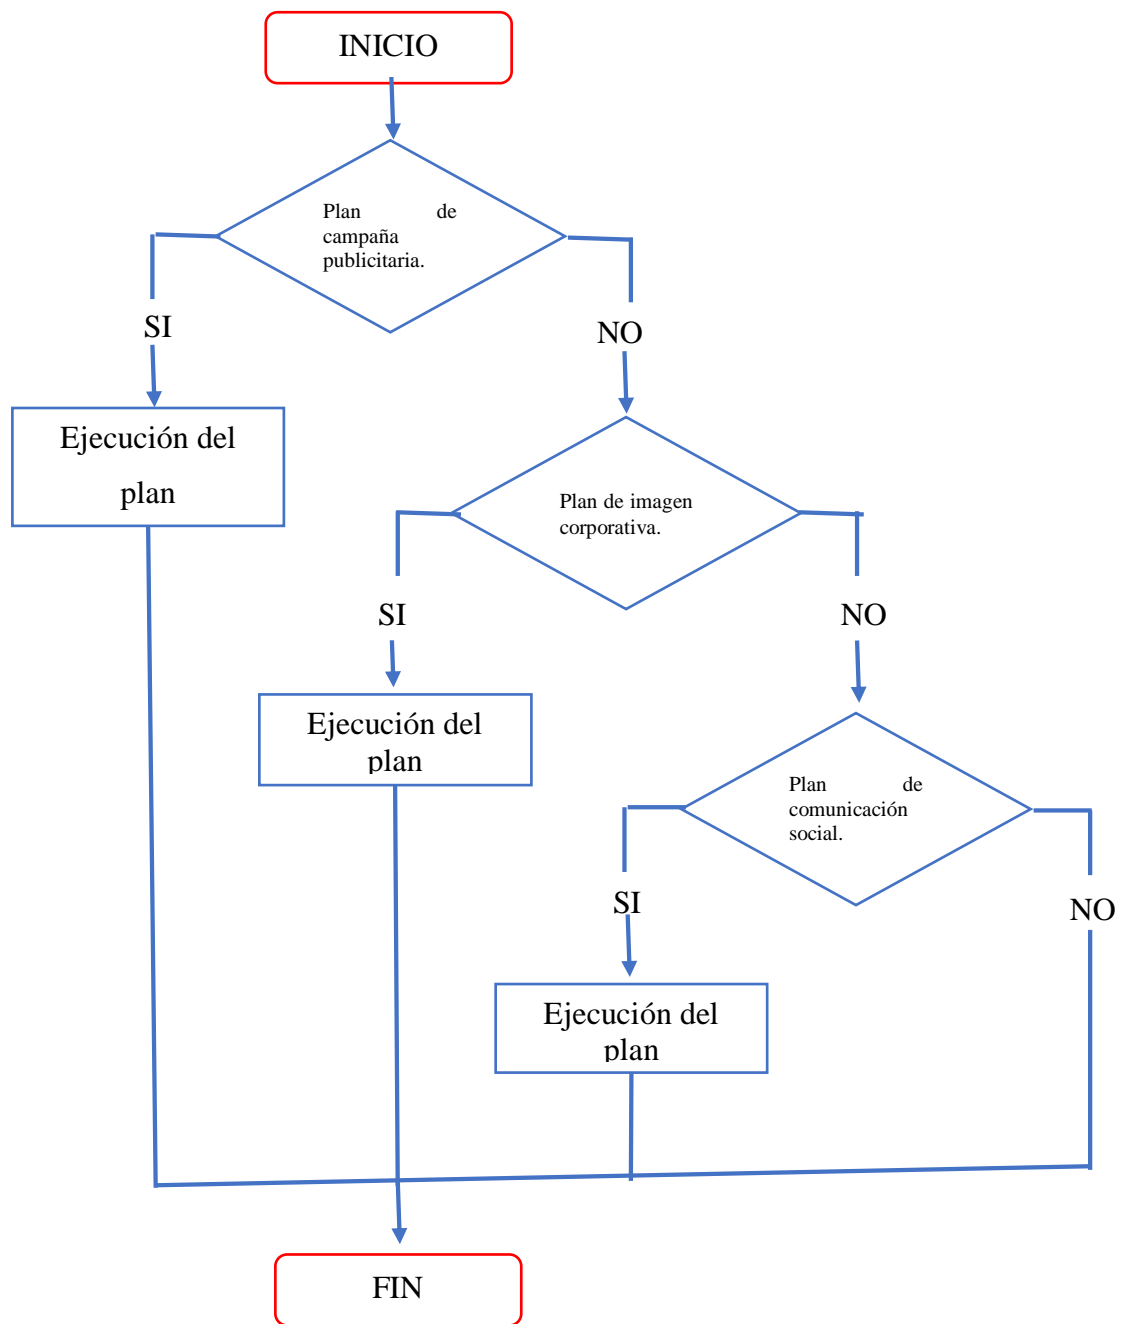 INICIO
Plan de
campaña
publicitaria.
SI
NO
Ejecución del
plan
Plan de imagen
corporativa.
SI
NO
Ejecución del
plan
Plan de
comunicación
social.
SI
NO
Ejecución del
plan
FIN